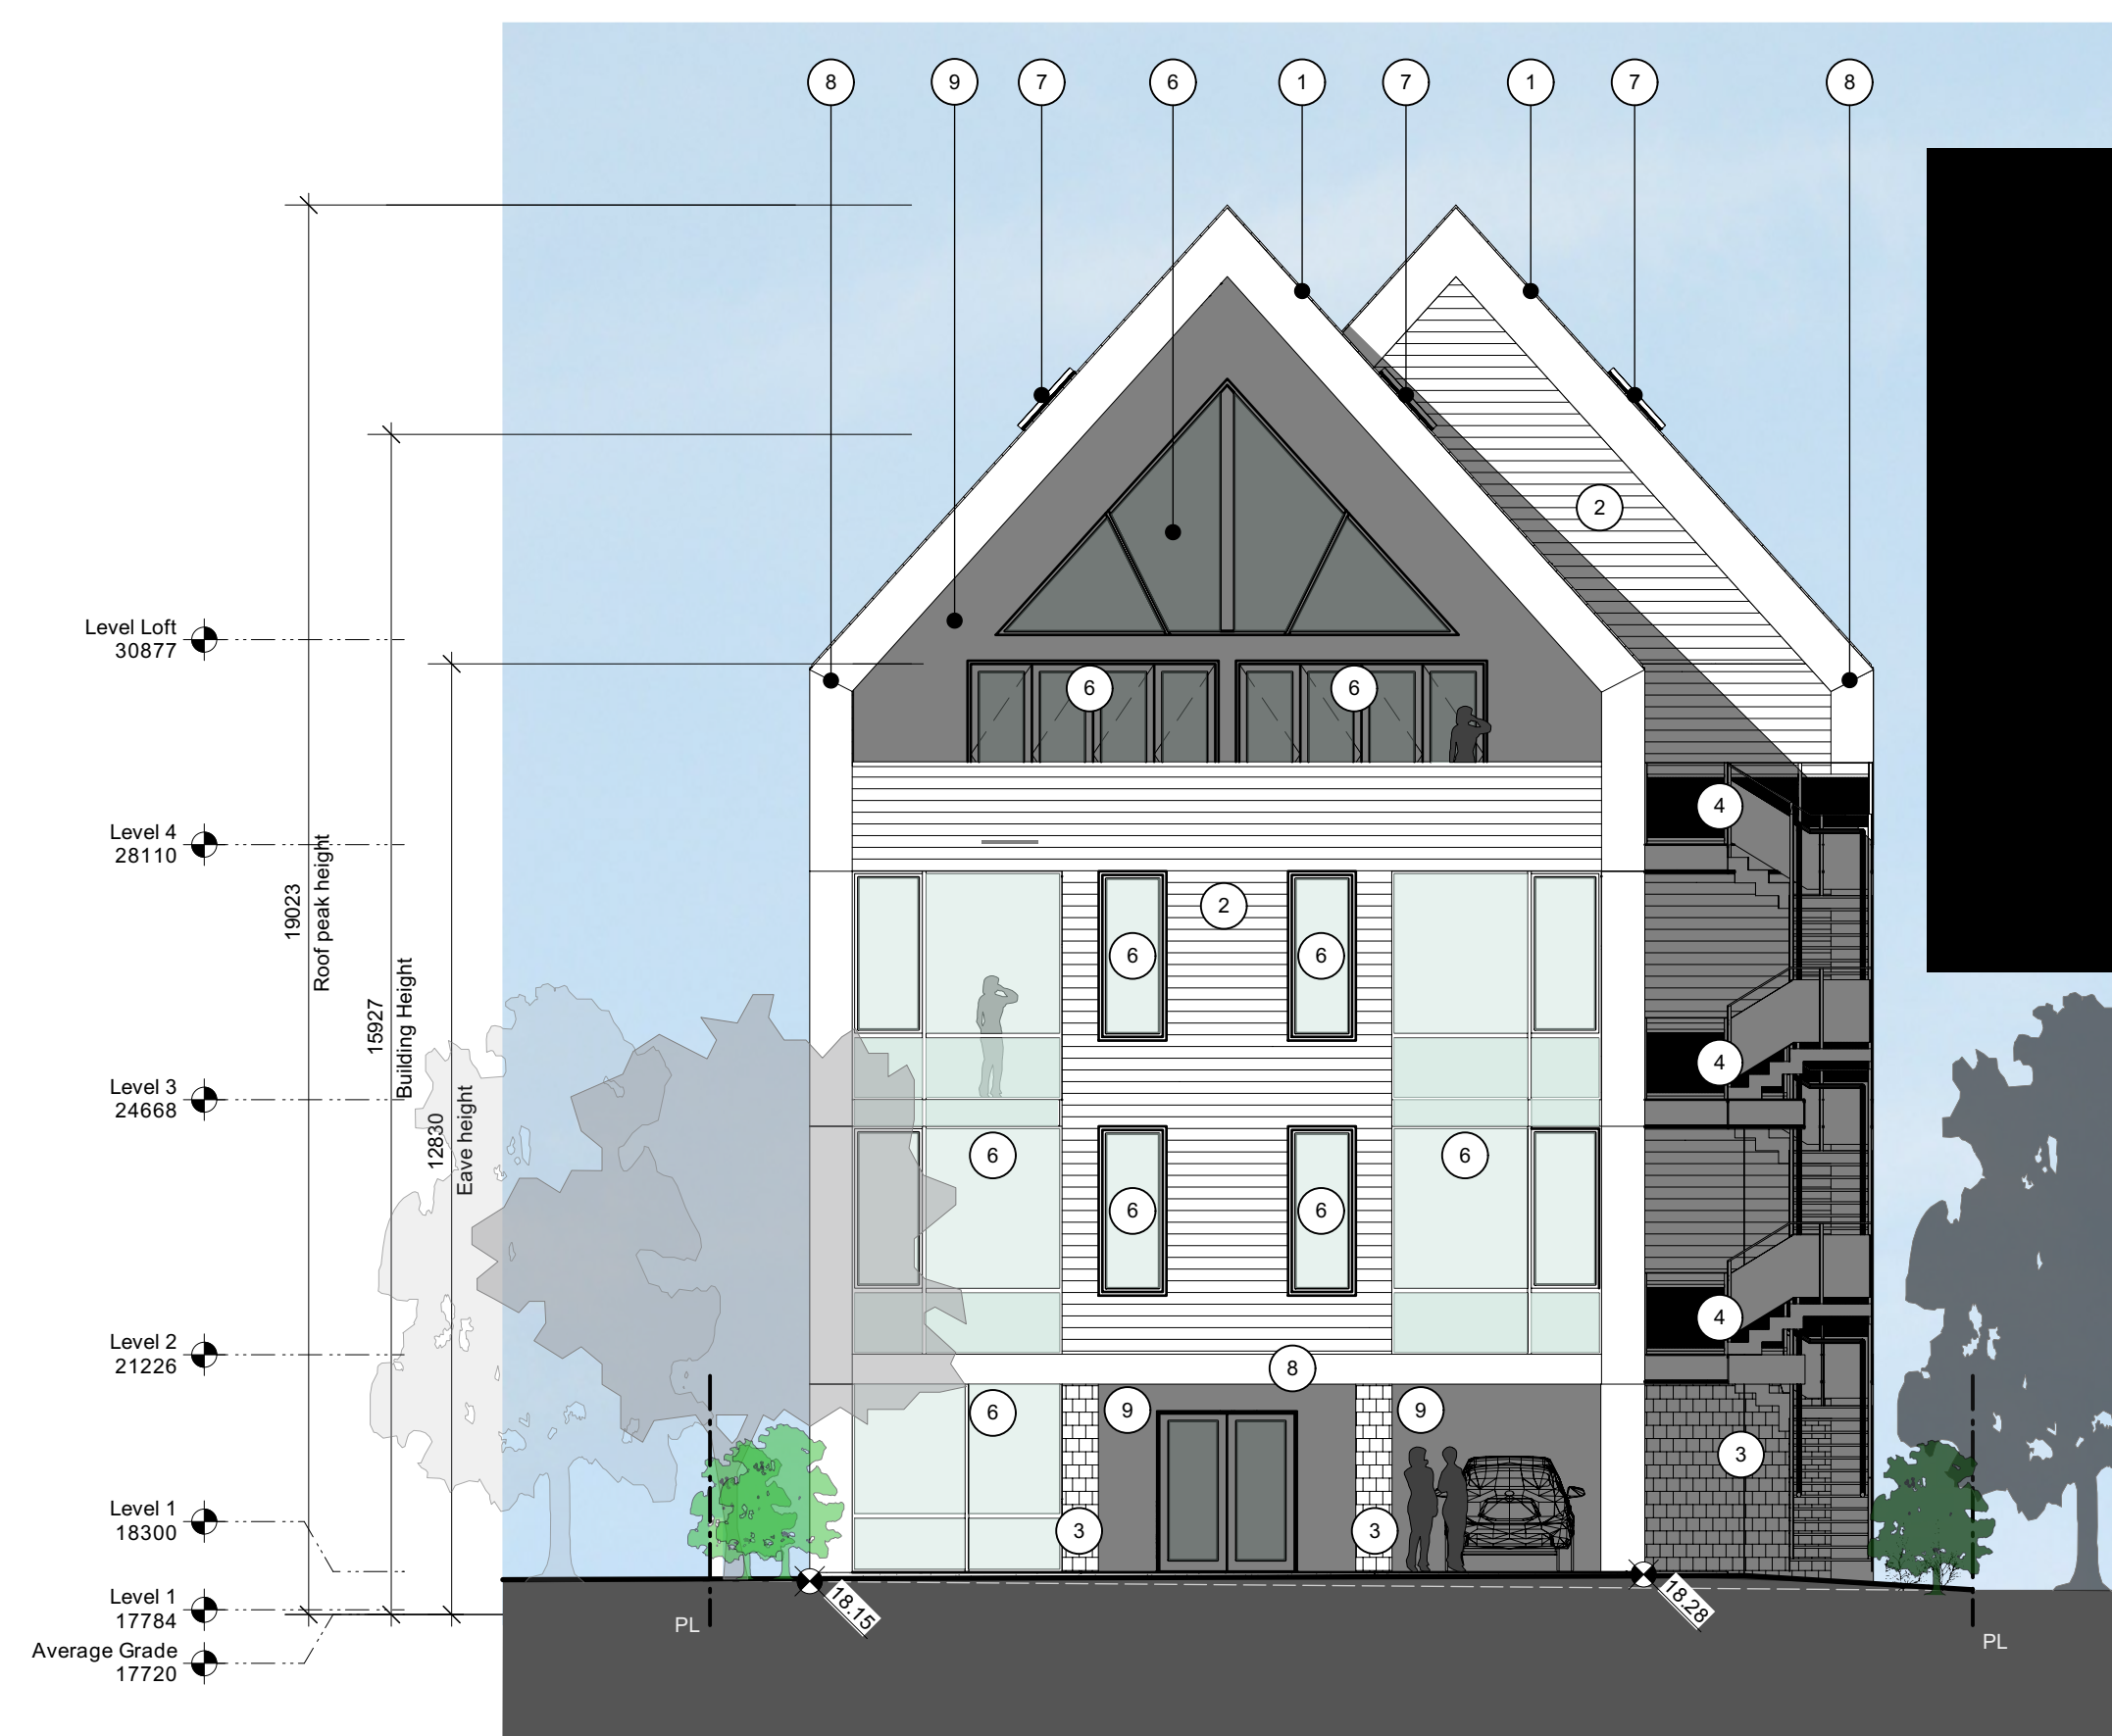 8 9 7 6 1 7 1 7 8
2
Level Loft
30877
6 6
4
Level 4
28110
19023
Roof peak height
2
6 6
15927
Building Height
4
Level 3
24668
12830
Eave height
6 6
6 6
4
Level 2
21226
8
6 9 9
3
Level 1
18300
3 3
Level 1
17784
18.15
18.28
PL
PL
Average Grade
17720